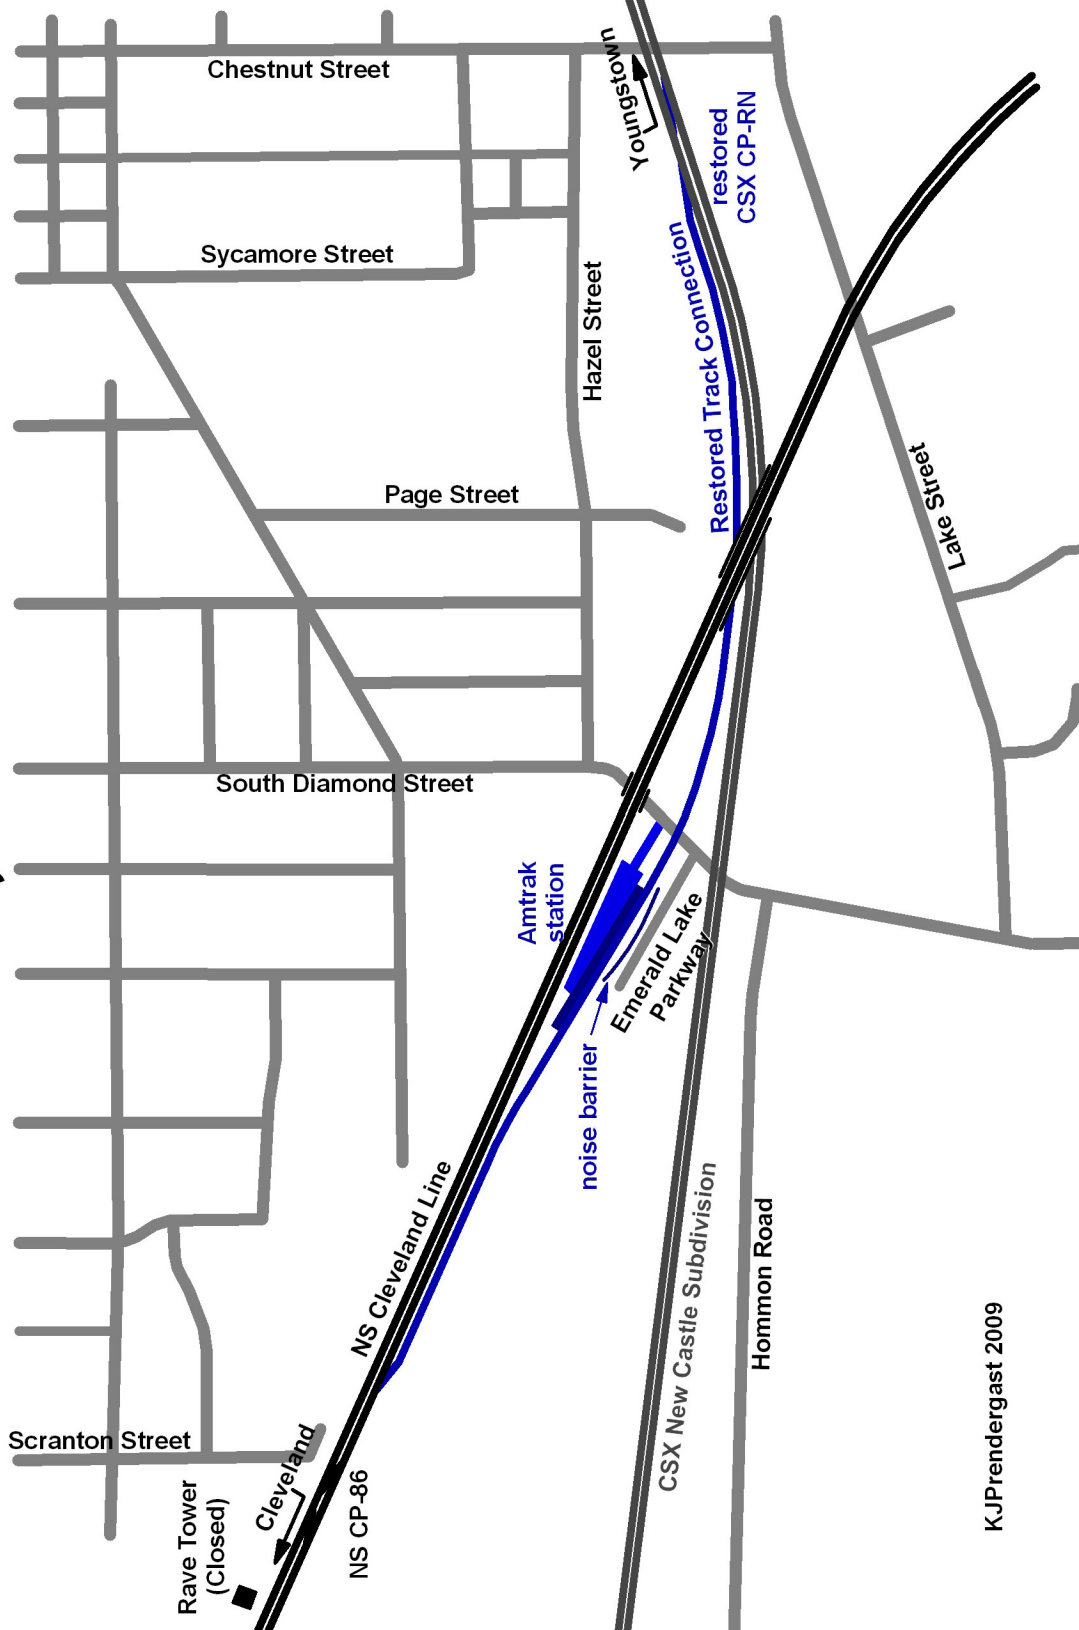 Chestnut Street
Youngstown
restored
CSX CP-RN
Sycamore Street
Hazel Street
Restored Track Connection
Page Street
Lake Street
South Diamond Street
Amtrak
station
Emerald Lake
Parkway
noise barrier
NS Cleveland Line
CSX New Castle Subdivision
Hommon Road
Scranton Street
Cleveland
Rave Tower
(Closed)
NS CP-86
KJPrendergast 2009